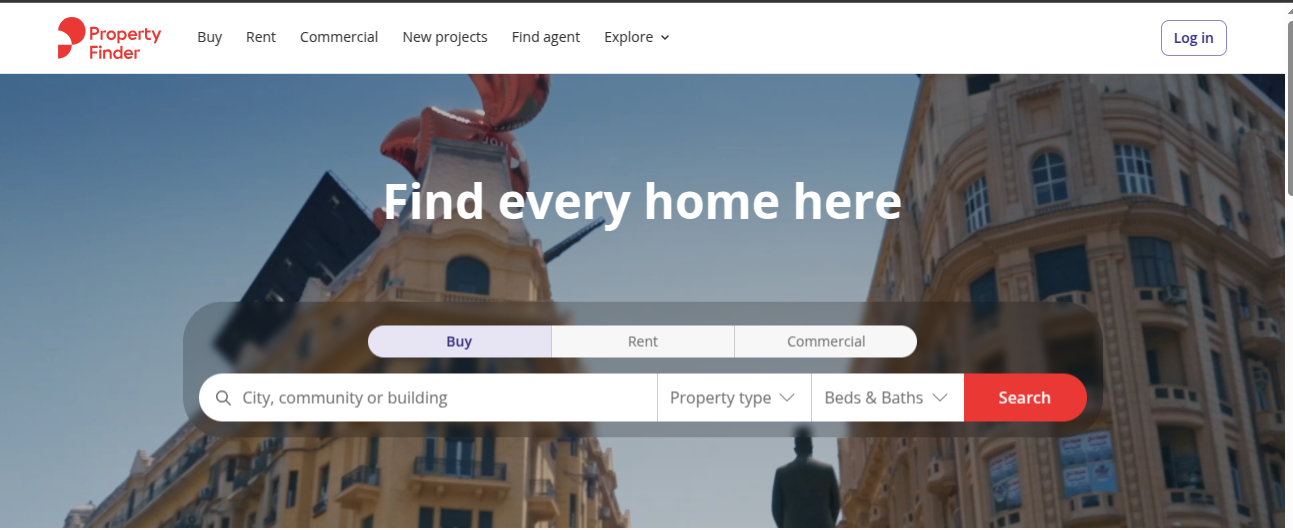 Property
Finder
Buy
Rent
Commercial
New projects
Find agent
Explore
Log in
Find every home here
Buy
Rent
Commercial
City, community or building
Property type
Beds & Baths
Search